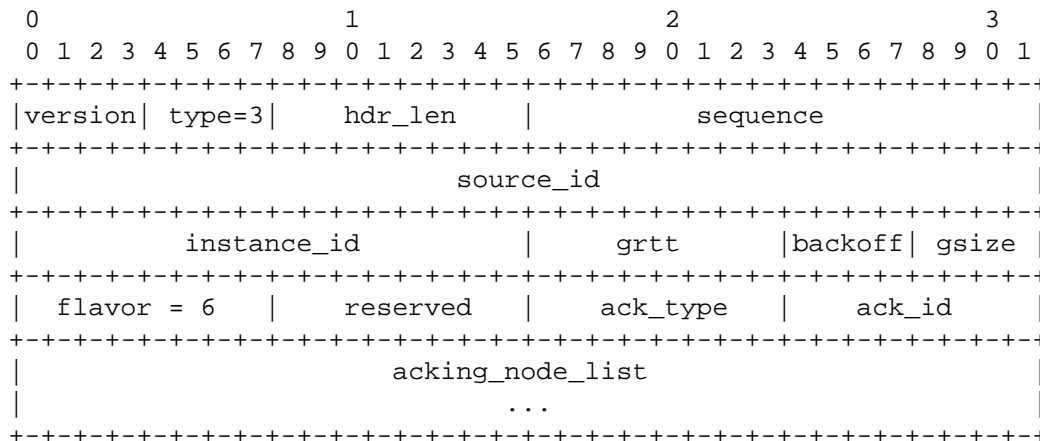 0                   1                   2                   3
 0 1 2 3 4 5 6 7 8 9 0 1 2 3 4 5 6 7 8 9 0 1 2 3 4 5 6 7 8 9 0 1
+-+-+-+-+-+-+-+-+-+-+-+-+-+-+-+-+-+-+-+-+-+-+-+-+-+-+-+-+-+-+-+-+
|version| type=3|    hdr_len    |          sequence             |
+-+-+-+-+-+-+-+-+-+-+-+-+-+-+-+-+-+-+-+-+-+-+-+-+-+-+-+-+-+-+-+-+
|                           source_id                           |
+-+-+-+-+-+-+-+-+-+-+-+-+-+-+-+-+-+-+-+-+-+-+-+-+-+-+-+-+-+-+-+-+
|          instance_id          |     grtt      |backoff| gsize |
+-+-+-+-+-+-+-+-+-+-+-+-+-+-+-+-+-+-+-+-+-+-+-+-+-+-+-+-+-+-+-+-+
|  flavor = 6   |    reserved   |    ack_type   |    ack_id     |
+-+-+-+-+-+-+-+-+-+-+-+-+-+-+-+-+-+-+-+-+-+-+-+-+-+-+-+-+-+-+-+-+
|                       acking_node_list                        |
|                              ...                              |
+-+-+-+-+-+-+-+-+-+-+-+-+-+-+-+-+-+-+-+-+-+-+-+-+-+-+-+-+-+-+-+-+